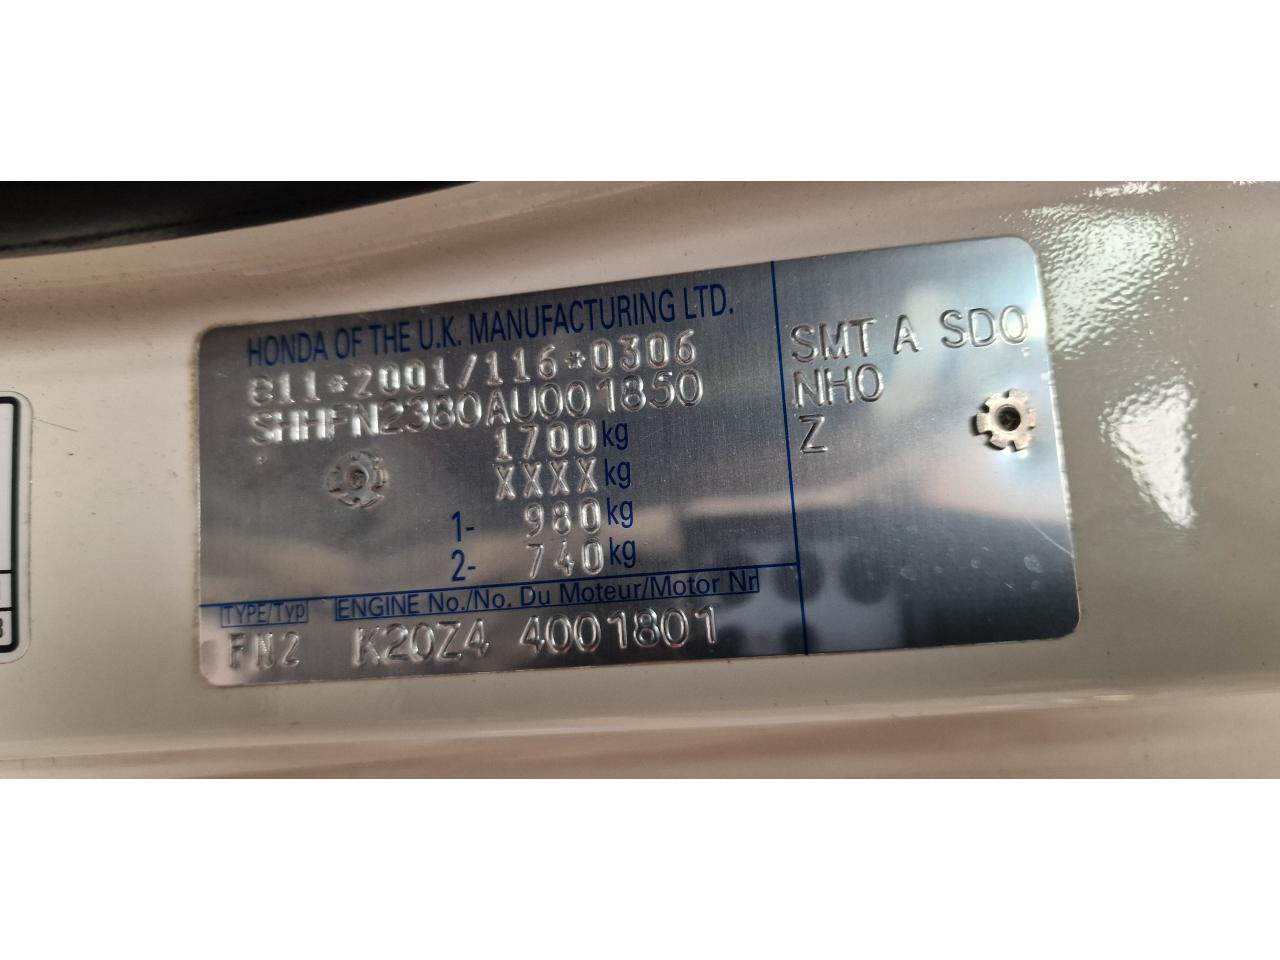 HONDA OF THE U.K. MANUFACTURING LTD.
e11*2001/116*0306
SHHFN2380AU001850
1700kg
XXXXkg
1- 980kg
2- 740kg
TYPE/Typ ENGINE No./No. Du Moteur/Motor Nr
FN2 K20Z4 4001801
SMT A SDO
NHO
Z